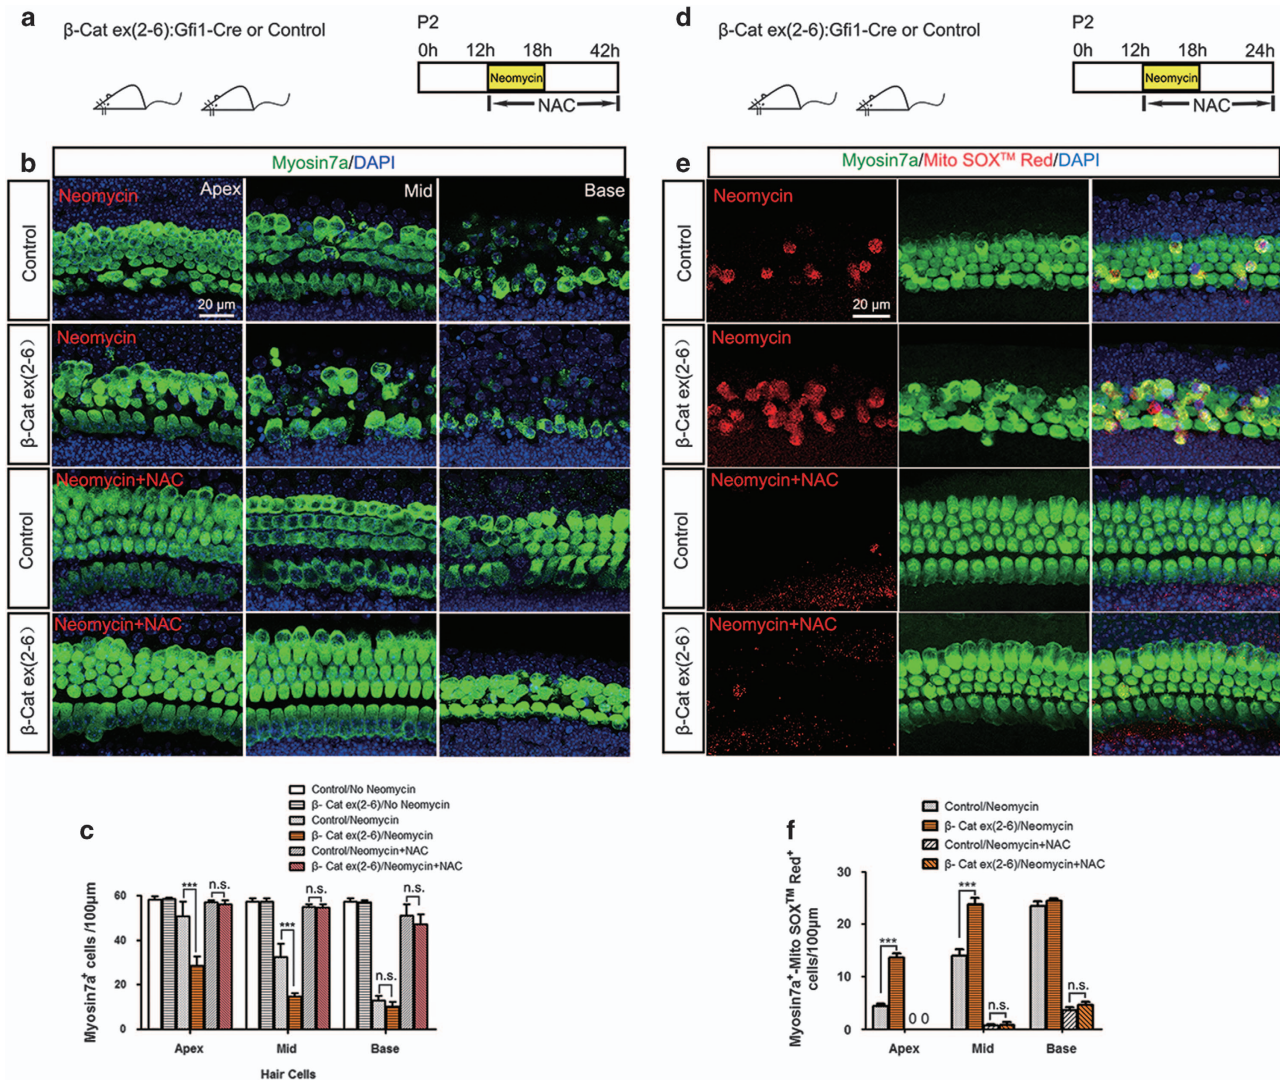 a
β-Cat ex(2-6):Gfi1-Cre or Control
P2
0h 12h 18h 42h
Neomycin
NAC
b
Myosin7a/DAPI
Control
Neomycin
Apex
Mid
Base
20 µm
β-Cat ex(2-6)
Neomycin
Control
Neomycin+NAC
β-Cat ex(2-6)
Neomycin+NAC
c
Control/No Neomycin
β- Cat ex(2-6)/No Neomycin
Control/Neomycin
β- Cat ex(2-6)/Neomycin
Control/Neomycin+NAC
β- Cat ex(2-6)/Neomycin+NAC
Myosin7a+ cells /100µm
60
40
20
0
*** n.s.
*** n.s.
n.s. n.s.
Apex Mid Base
Hair Cells
d
β-Cat ex(2-6):Gfi1-Cre or Control
P2
0h 12h 18h 24h
Neomycin
NAC
e
Myosin7a/Mito SOX™ Red/DAPI
Control
Neomycin
20 µm
β-Cat ex(2-6)
Neomycin
Control
Neomycin+NAC
β-Cat ex(2-6)
Neomycin+NAC
f
Control/Neomycin
β- Cat ex(2-6)/Neomycin
Control/Neomycin+NAC
β- Cat ex(2-6)/Neomycin+NAC
Myosin7a+-Mito SOX™ Red+
cells/100µm
30
20
10
0
***
0 0
***
n.s.
n.s.
Apex Mid Base